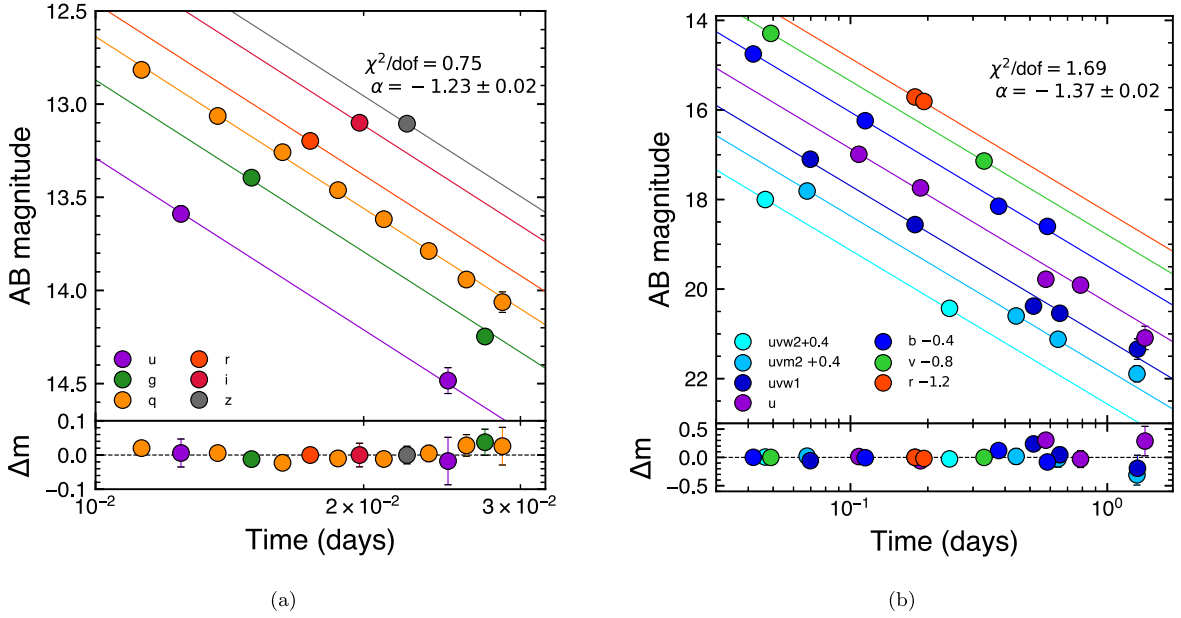 12.5
13.0
13.5
14.0
14.5
AB magnitude
χ²/dof = 0.75
α = −1.23 ± 0.02
u
g
q
r
i
z
0.1
0.0
−0.1
Δm
10⁻²
2 × 10⁻²
3 × 10⁻²
Time (days)
(a)
14
16
18
20
22
AB magnitude
χ²/dof = 1.69
α = −1.37 ± 0.02
uvw2+0.4
uvm2 +0.4
uvw1
u
b −0.4
v −0.8
r −1.2
0.5
0.0
−0.5
Δm
10⁻¹
10⁰
Time (days)
(b)